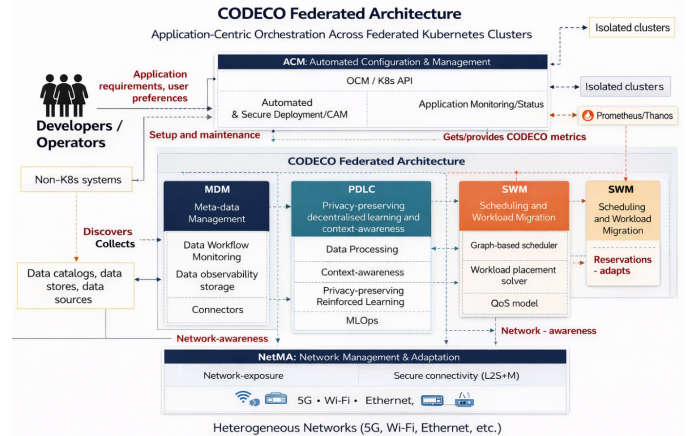 CODECO Federated Architecture
Application-Centric Orchestration Across Federated Kubernetes Clusters
Isolated clusters
ACM: Automated Configuration & Management
OCM / K8s API
Isolated clusters
Application
requirements, user
preferences
Automated
& Secure Deployment/CAM
Application Monitoring/Status
Prometheus/Thanos
Developers /
Operators
Setup and maintenance
Gets/provides CODECO metrics
CODECO Federated Architecture
Non-K8s systems
MDM
Meta-data
Management
Data Workflow
Monitoring
Data observability
storage
Connectors
PDLC
Privacy-preserving
decentralised learning and
context-awareness
Data Processing
Context-awareness
Privacy-preserving
Reinforced Learning
MLOps
SWM
Scheduling and
Workload Migration
Graph-based scheduler
Workload placement
solver
QoS model
SWM
Scheduling
and Workload
Migration
Reservations
- adapts
Discovers
Collects
Data catalogs, data
stores, data
sources
Network-awareness
Network - awareness
NetMA: Network Management & Adaptation
Network-exposure
Secure connectivity (L2S+M)
5G • Wi-Fi • Ethernet,
Heterogeneous Networks (5G, Wi-Fi, Ethernet, etc.)